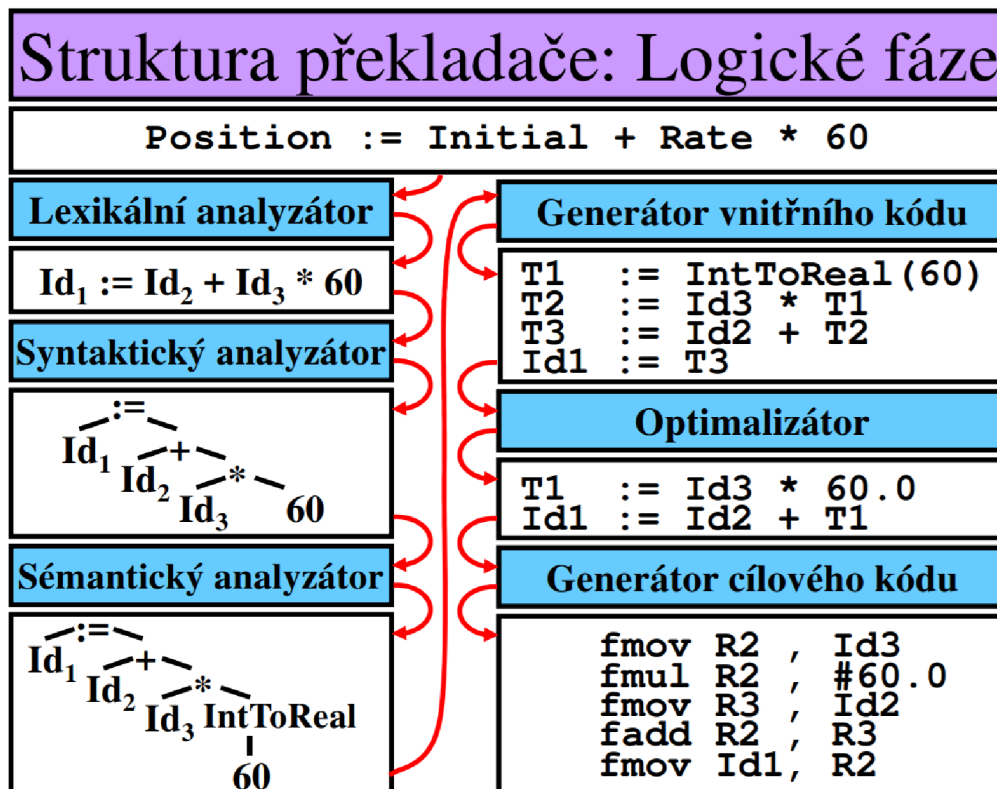 Struktura překladače: Logické fáze
Position := Initial + Rate * 60
Lexikální analyzátor
Id₁ := Id₂ + Id₃ * 60
Syntaktický analyzátor
:=
Id₁ +
Id₂ *
Id₃ 60
Sémantický analyzátor
:=
Id₁ +
Id₂ *
Id₃ IntToReal
60
Generátor vnitřního kódu
T1 := IntToReal(60)
T2 := Id3 * T1
T3 := Id2 + T2
Id1 := T3
Optimalizátor
T1 := Id3 * 60.0
Id1 := Id2 + T1
Generátor cílového kódu
fmov R2 , Id3
fmul R2 , #60.0
fmov R3 , Id2
fadd R2 , R3
fmov Id1, R2